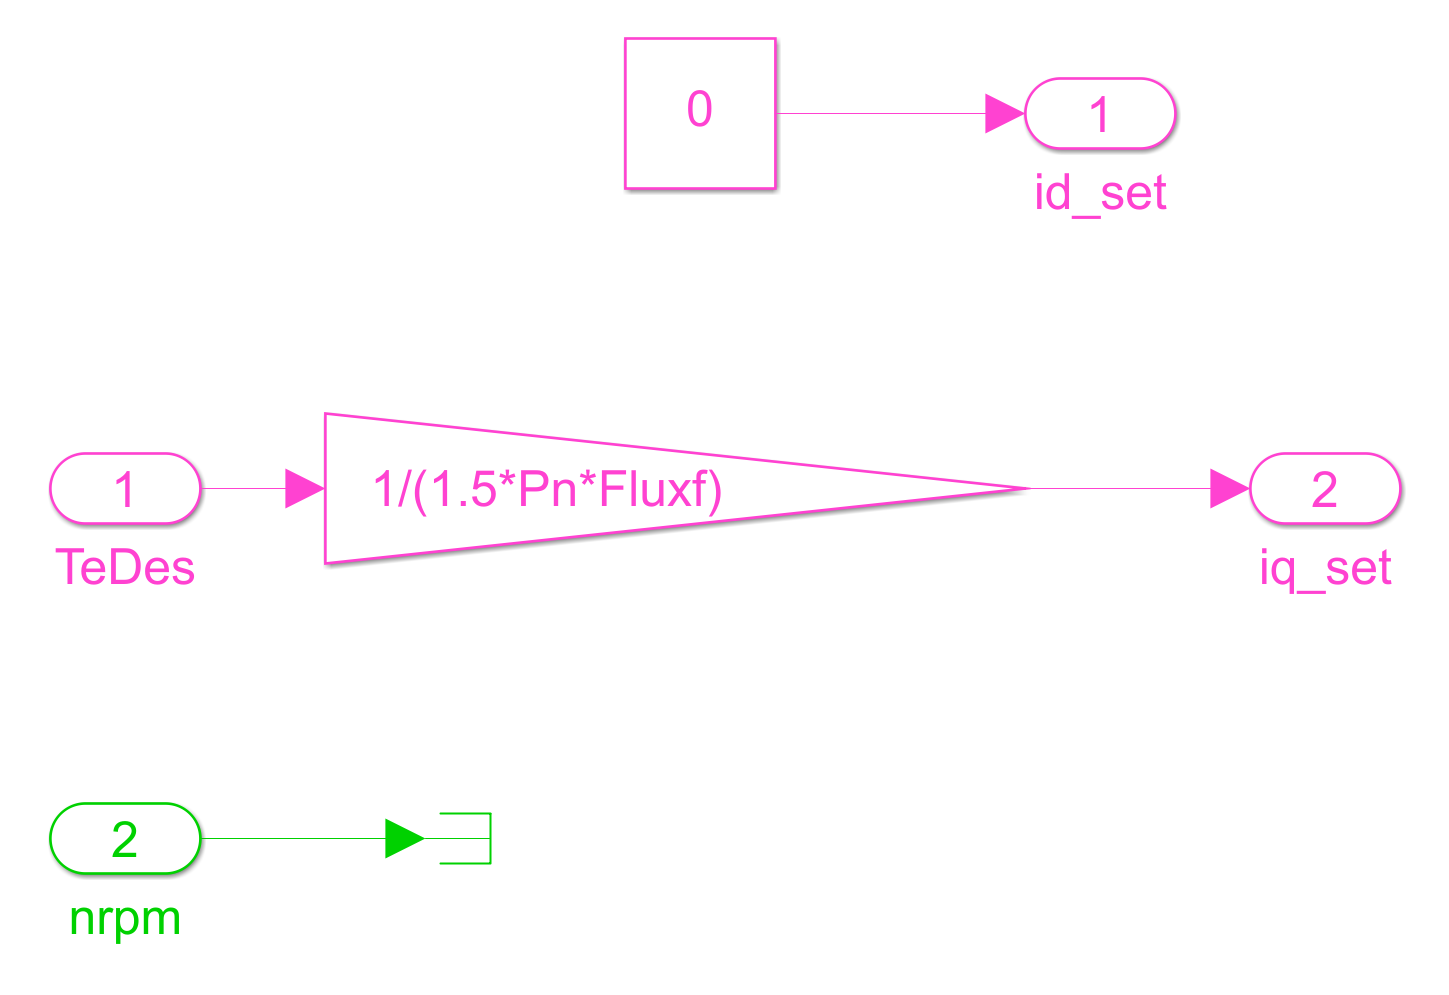 0
1
id_set
1
TeDes
1/(1.5*Pn*Fluxf)
2
iq_set
2
nrpm